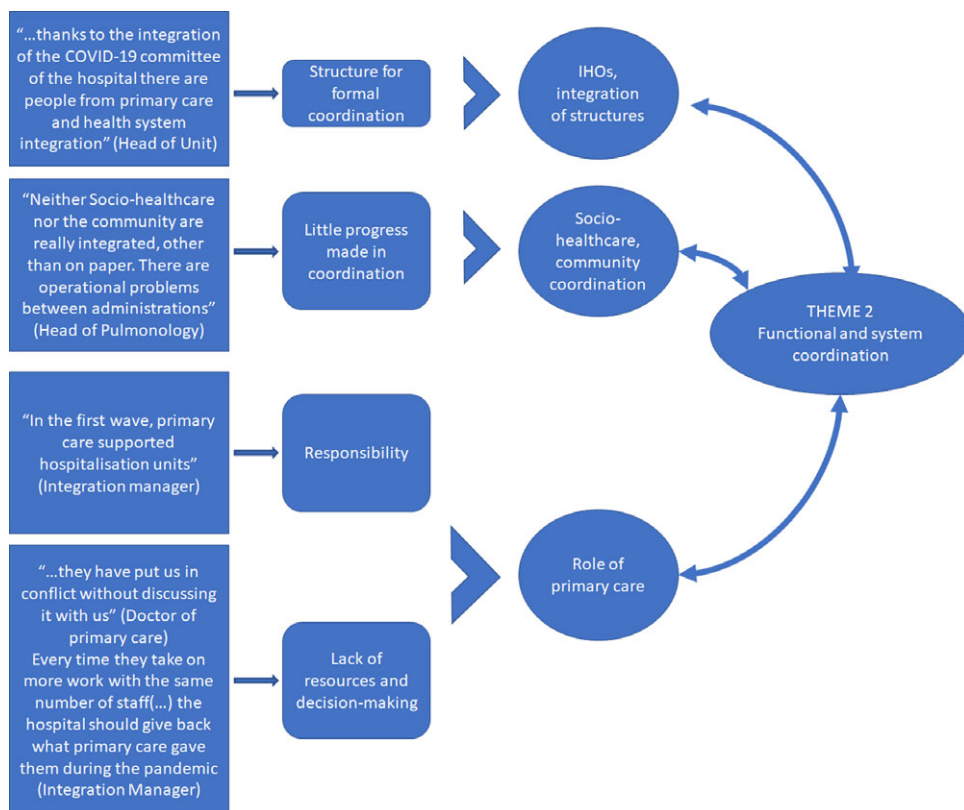 “…thanks to the integration
of the COVID-19 committee
of the hospital there are
people from primary care
and health system
integration” (Head of Unit)
Structure for
formal
coordination
IHOs,
integration
of structures
“Neither Socio-healthcare
nor the community are
really integrated, other
than on paper. There are
operational problems
between administrations”
(Head of Pulmonology)
Little progress
made in
coordination
Socio-
healthcare,
community
coordination
THEME 2
Functional and system
coordination
“In the first wave, primary
care supported
hospitalisation units”
(Integration manager)
Responsibility
Role of
primary care
“…they have put us in
conflict without discussing
it with us” (Doctor of
primary care)
Every time they take on
more work with the same
number of staff(…) the
hospital should give back
what primary care gave
them during the pandemic
(Integration Manager)
Lack of
resources and
decision-making